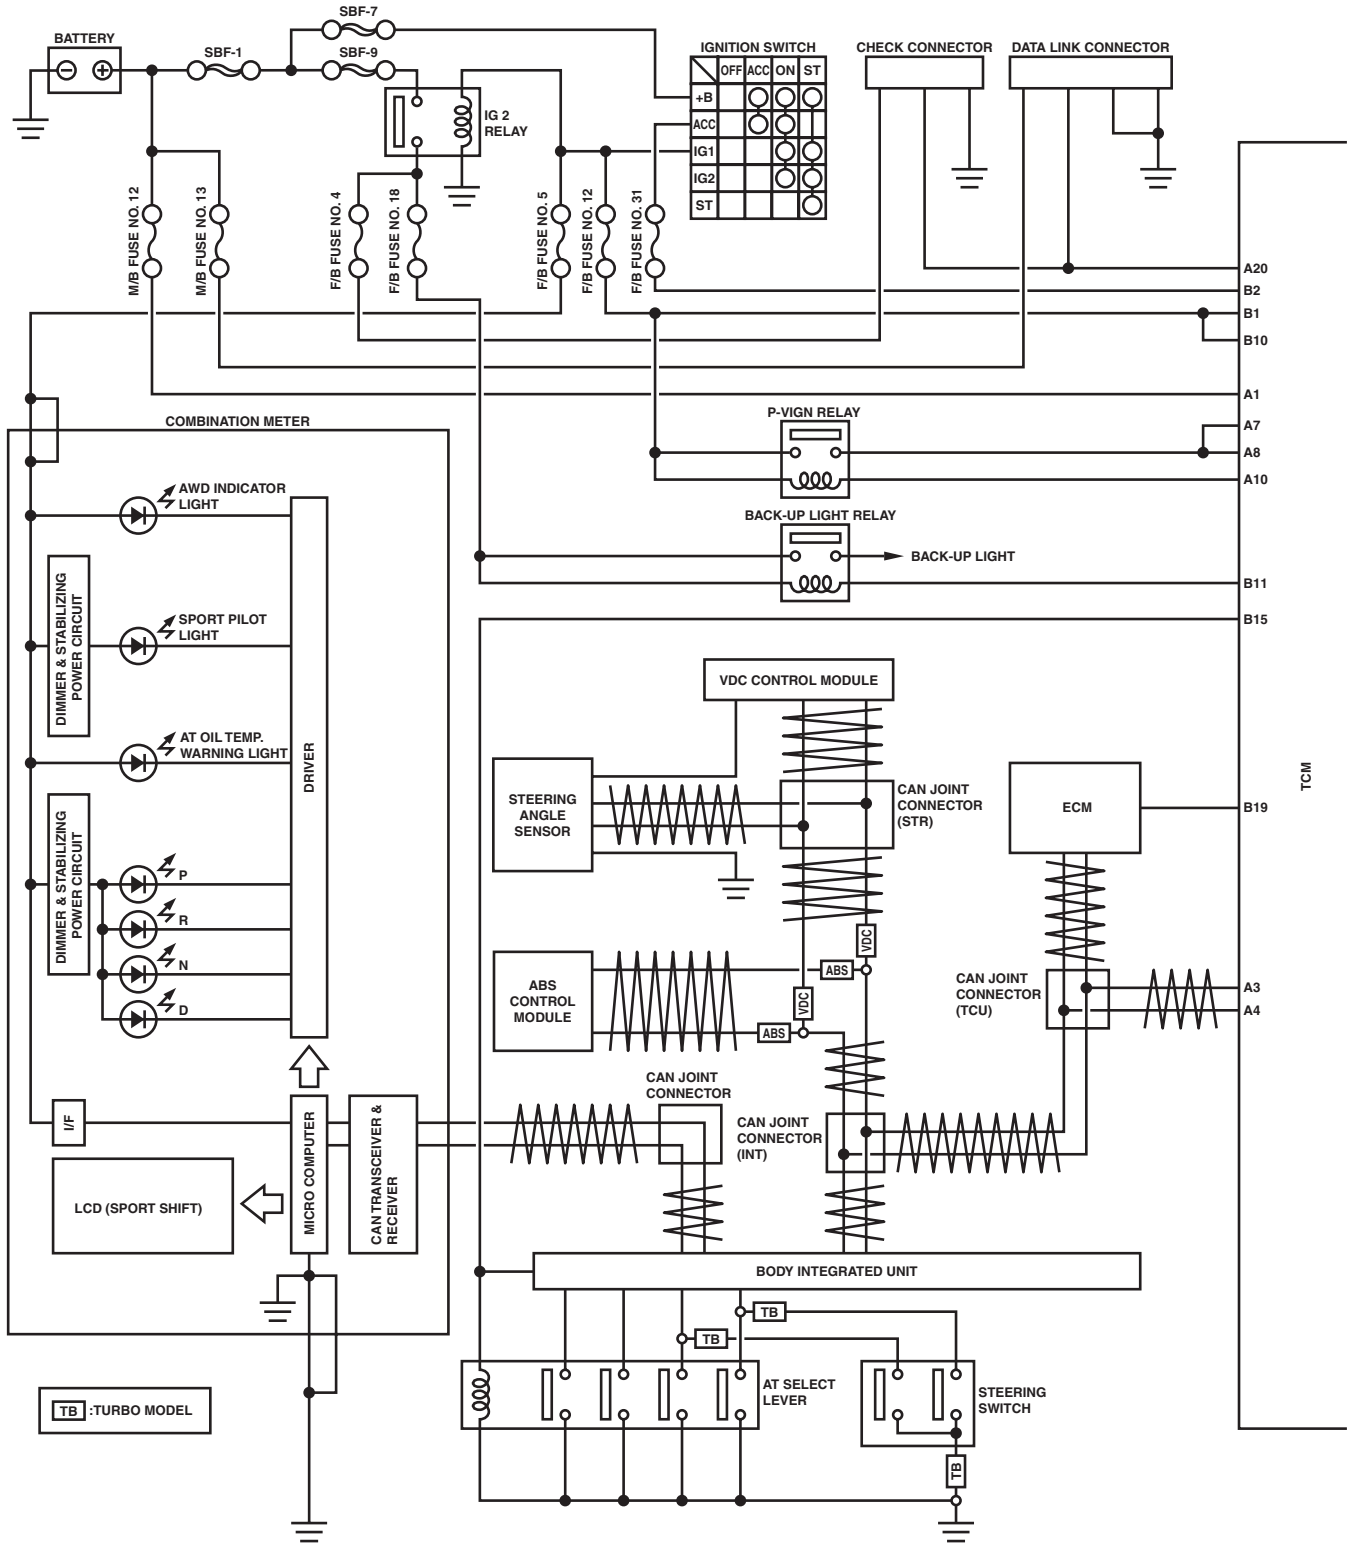 SBF-7
BATTERY
SBF-1
SBF-9
IGNITION SWITCH
CHECK CONNECTOR
DATA LINK CONNECTOR
OFF ACC ON ST
+B
ACC
IG1
IG2
ST
IG 2
RELAY
M/B FUSE NO. 12
M/B FUSE NO. 13
F/B FUSE NO. 4
F/B FUSE NO. 18
F/B FUSE NO. 5
F/B FUSE NO. 12
F/B FUSE NO. 31
A20
B2
B1
B10
A1
A7
A8
A10
B11
B15
B19
A3
A4
TCM
P-VIGN RELAY
BACK-UP LIGHT RELAY
BACK-UP LIGHT
COMBINATION METER
AWD INDICATOR
LIGHT
DIMMER & STABILIZING
POWER CIRCUIT
SPORT PILOT
LIGHT
AT OIL TEMP.
WARNING LIGHT
DRIVER
DIMMER & STABILIZING
POWER CIRCUIT
P
R
N
D
I/F
MICRO COMPUTER
CAN TRANSCEIVER &
RECEIVER
LCD (SPORT SHIFT)
VDC CONTROL MODULE
STEERING
ANGLE
SENSOR
CAN JOINT
CONNECTOR
(STR)
ECM
VDC
ABS
VDC
ABS
ABS
CONTROL
MODULE
CAN JOINT
CONNECTOR
(TCU)
CAN JOINT
CONNECTOR
CAN JOINT
CONNECTOR
(INT)
BODY INTEGRATED UNIT
TB
TB
AT SELECT
LEVER
STEERING
SWITCH
TB
TB :TURBO MODEL